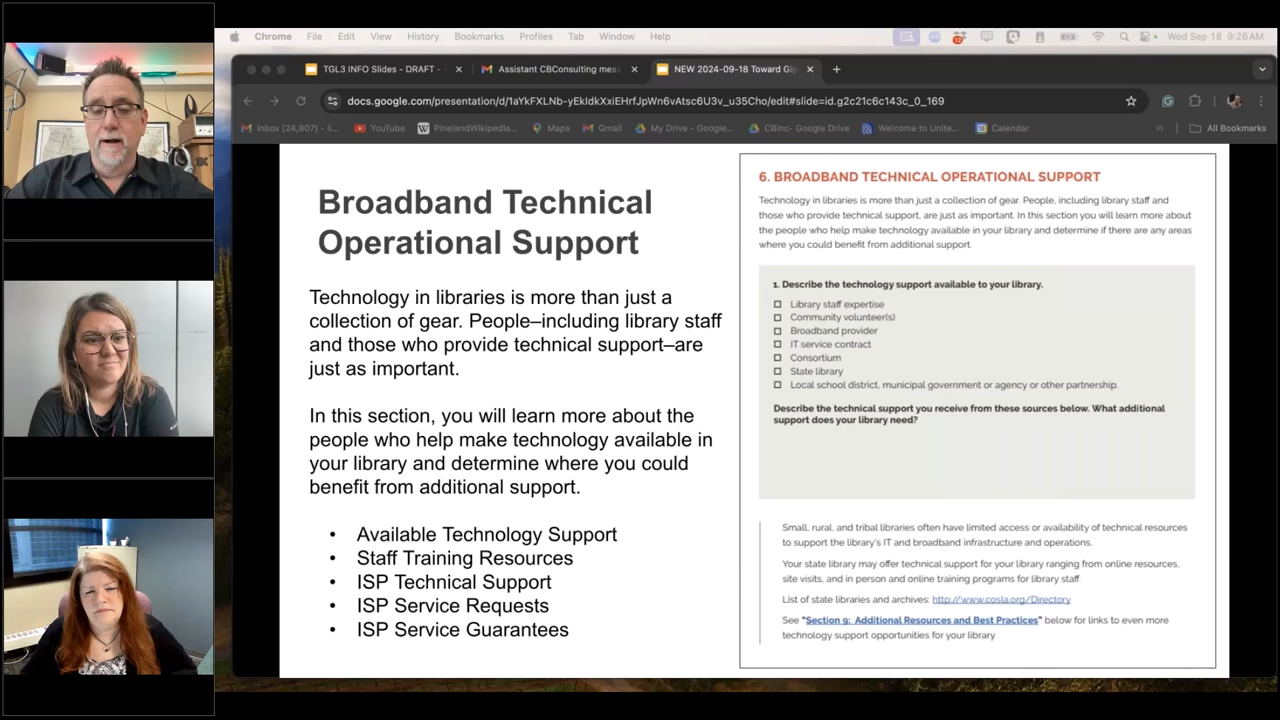 Chrome File Edit View History Bookmarks Profiles Tab Window Help Wed Sep 18 9:26AM
TGL3 INFO Slides - DRAFT - Assistant CBConsulting mes NEW 2024-09-18 Toward Gig
docs.google.com/presentation/d/1aYkFXLNb-yEkIdkXxiEHrfJpWn6vAtsc6U3v_u35Cho/edit#slide=id.g2c21c6c143c_0_169
Inbox (24,807) - li... YouTube PinelandWikipedia... Maps Gmail My Drive - Google... CBInc- Google Drive Welcome to Unite... Calendar » All Bookmarks
Broadband Technical
Operational Support
Technology in libraries is more than just a
collection of gear. People–including library staff
and those who provide technical support–are
just as important.
In this section, you will learn more about the
people who help make technology available in
your library and determine where you could
benefit from additional support.
• Available Technology Support
• Staff Training Resources
• ISP Technical Support
• ISP Service Requests
• ISP Service Guarantees
6. BROADBAND TECHNICAL OPERATIONAL SUPPORT
Technology in libraries is more than just a collection of gear. People, including library staff and
those who provide technical support, are just as important. In this section you will learn more about
the people who help make technology available in your library and determine if there are any areas
where you could benefit from additional support.
1. Describe the technology support available to your library.
Library staff expertise
Community volunteer(s)
Broadband provider
IT service contract
Consortium
State library
Local school district, municipal government or agency or other partnership.
Describe the technical support you receive from these sources below. What additional
support does your library need?
Small, rural, and tribal libraries often have limited access or availability of technical resources
to support the library's IT and broadband infrastructure and operations.
Your state library may offer technical support for your library ranging from online resources,
site visits, and in person and online training programs for library staff.
List of state libraries and archives: http://www.cosla.org/Directory
See "Section 9: Additional Resources and Best Practices" below for links to even more
technology support opportunities for your library.